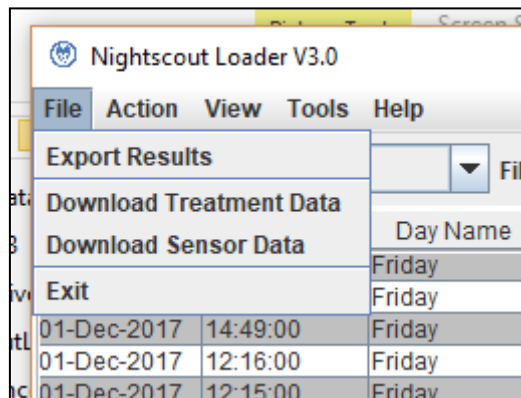 Nightscout Loader V3.0
File Action View Tools Help
Export Results
Download Treatment Data
Download Sensor Data
Exit
Day Name
Friday
Friday
01-Dec-2017 14:49:00 Friday
01-Dec-2017 12:16:00 Friday
01-Dec-2017 12:15:00 Friday